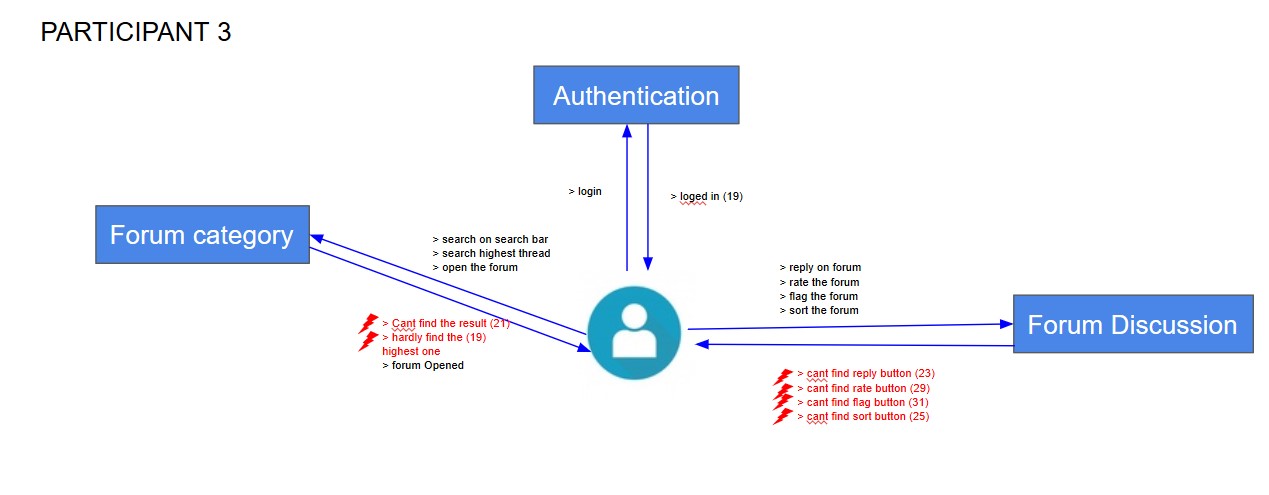 PARTICIPANT 3
Authentication
> login
> loged in (19)
Forum category
> search on search bar
> search highest thread
> open the forum
> Cant find the result (21)
> hardly find the (19)
highest one
> forum Opened
> reply on forum
> rate the forum
> flag the forum
> sort the forum
Forum Discussion
> cant find reply button (23)
> cant find rate button (29)
> cant find flag button (31)
> cant find sort button (25)